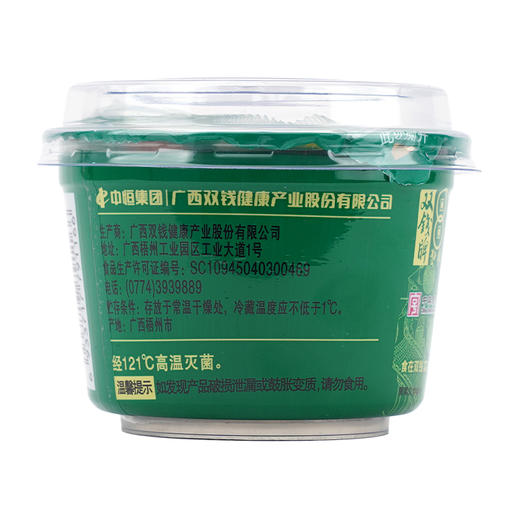 中恒集团|广西双钱健康产业股份有限公司
生产商：广西双钱健康产业股份有限公司
地址：广西梧州工业园区工业大道1号
食品生产许可证编号：SC10945040300469
电话：(0774)3939889
贮存条件：存放于常温干燥处，冷藏温度应不低于1℃。
产地：广西梧州市
经121℃高温灭菌。
温馨提示 如发现产品破损泄漏或鼓胀变质，请勿食用。
双钱牌